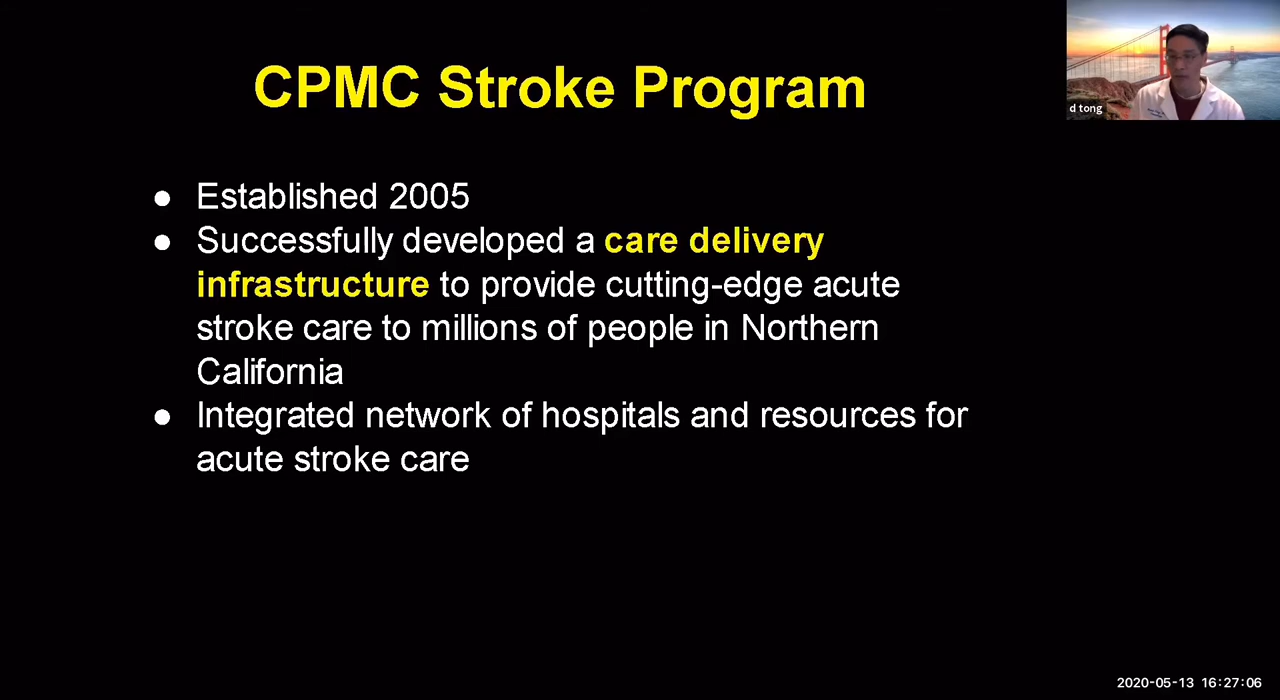 CPMC Stroke Program
d tong
● Established 2005
● Successfully developed a care delivery
infrastructure to provide cutting-edge acute
stroke care to millions of people in Northern
California
● Integrated network of hospitals and resources for
acute stroke care
2020-05-13 16:27:06